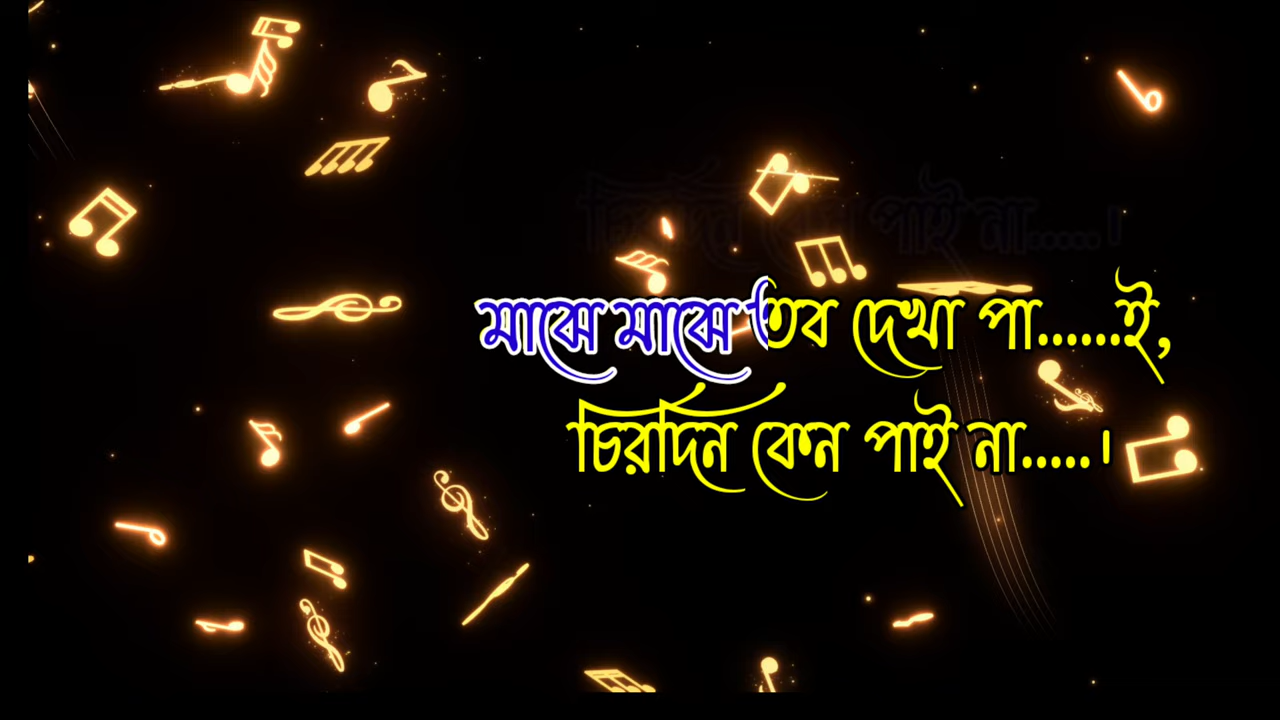 মাঝে মাঝে তব দেখা পা......ই,
চিরদিন কেন পাই না.....।